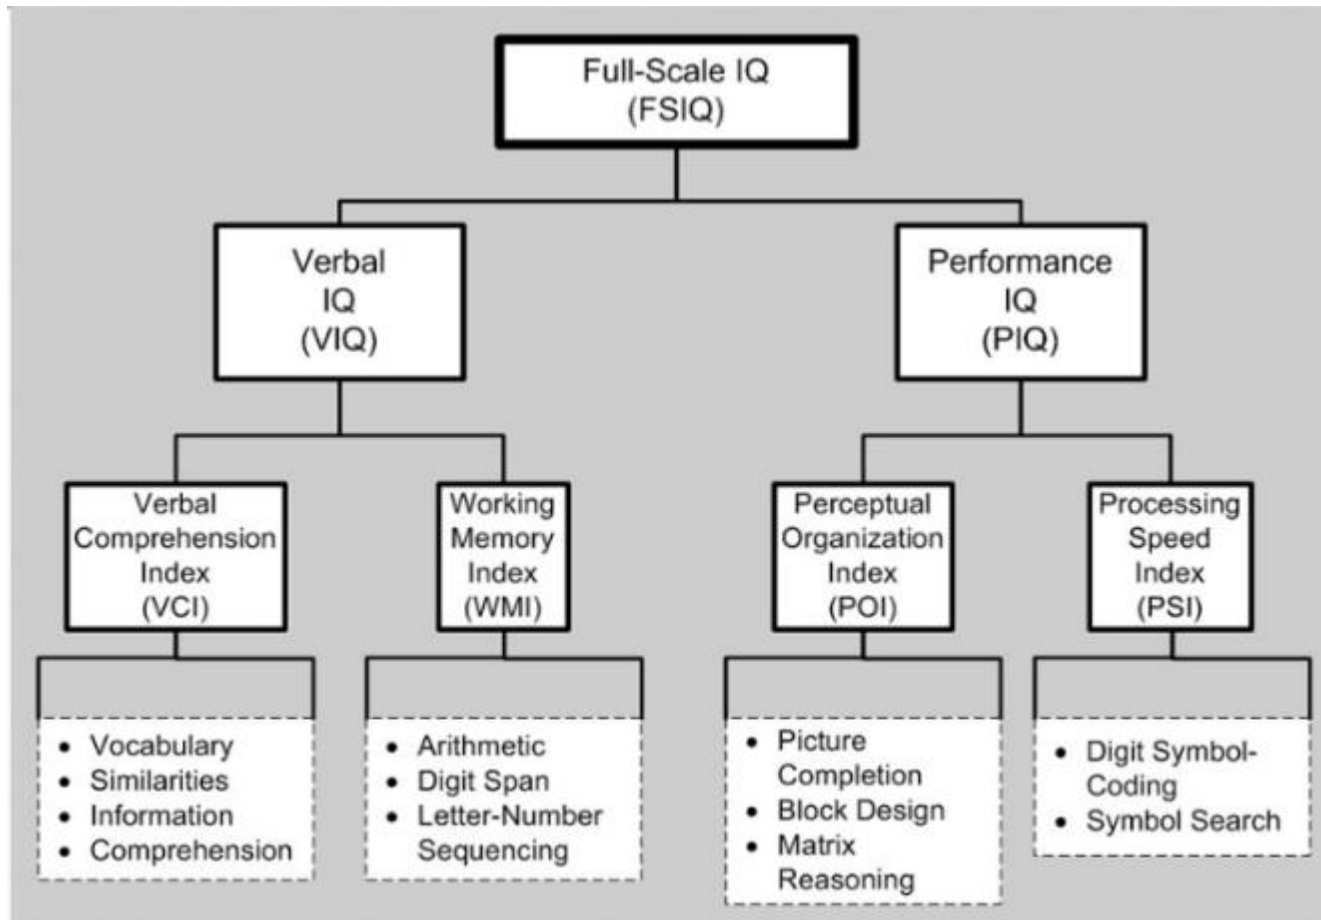 Full-Scale IQ
(FSIQ)
Verbal
IQ
(VIQ)
Performance
IQ
(PIQ)
Verbal
Comprehension
Index
(VCI)
Working
Memory
Index
(WMI)
Perceptual
Organization
Index
(POI)
Processing
Speed
Index
(PSI)
• Vocabulary
• Similarities
• Information
• Comprehension
• Arithmetic
• Digit Span
• Letter-Number
Sequencing
• Picture
Completion
• Block Design
• Matrix
Reasoning
• Digit Symbol-
Coding
• Symbol Search